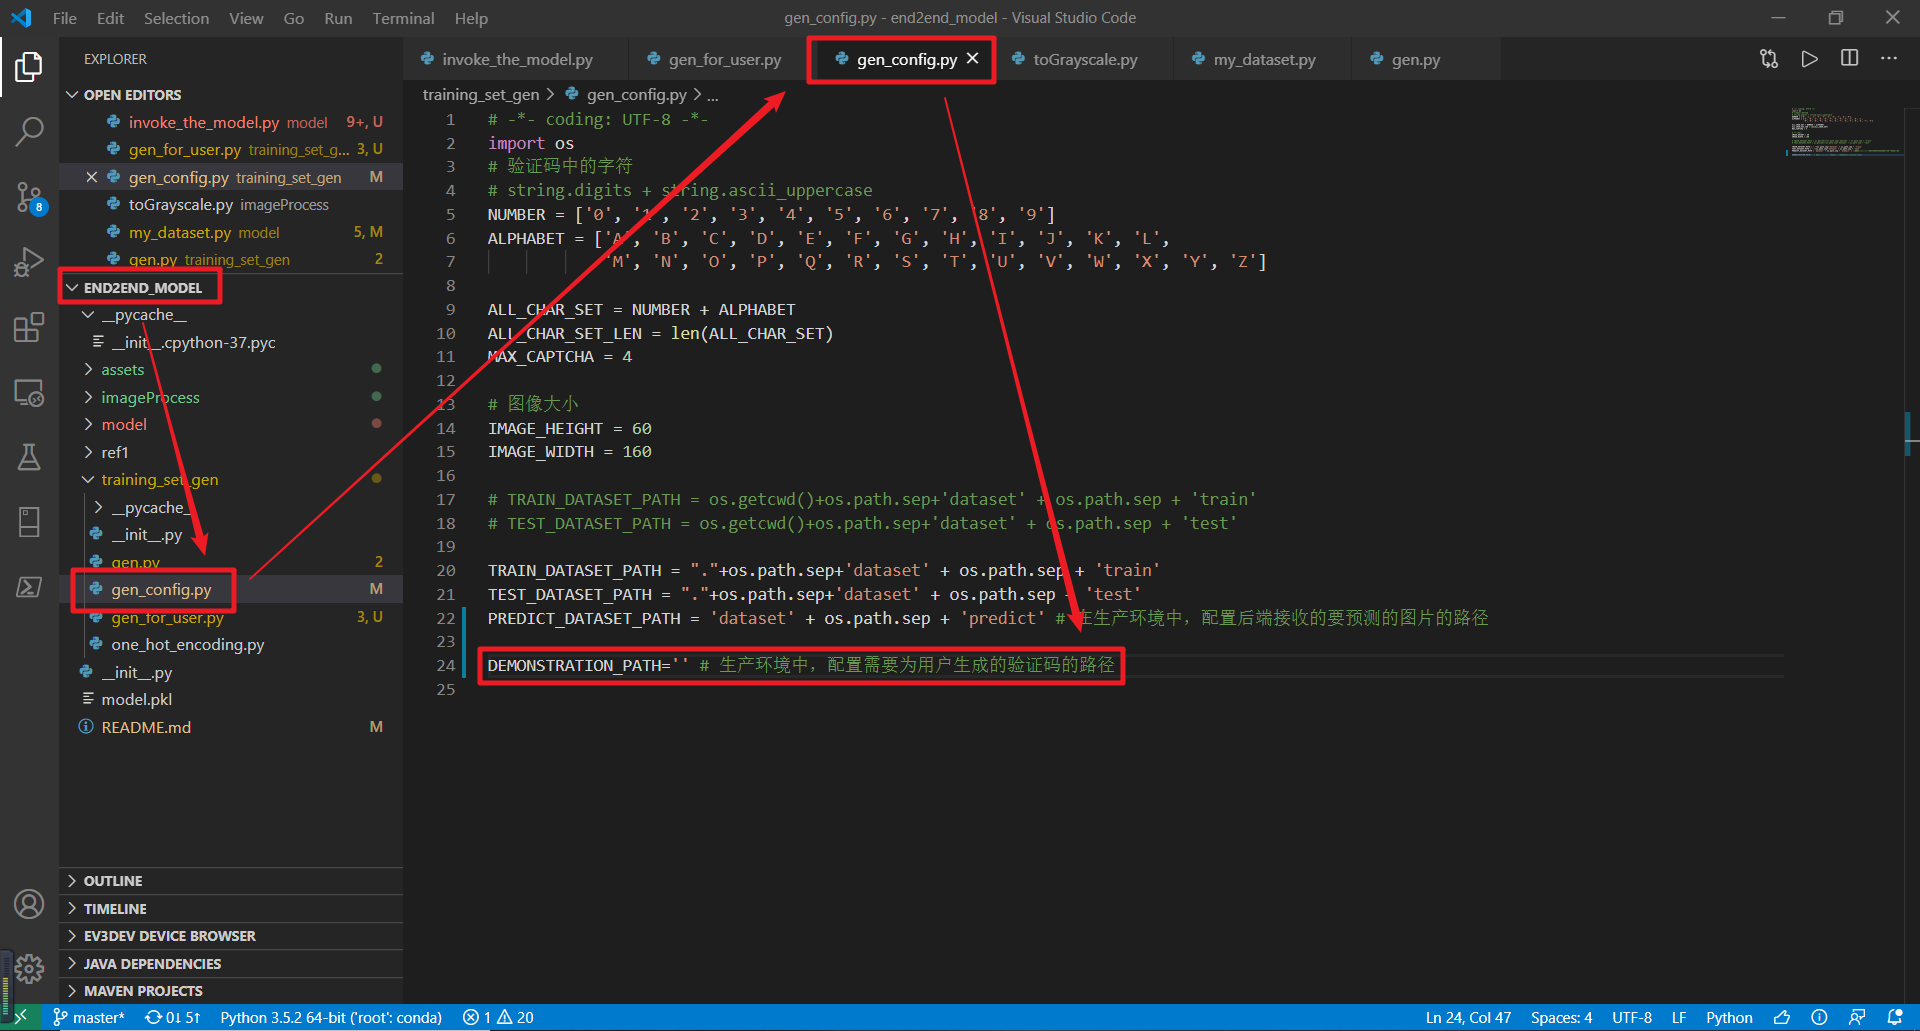 File Edit Selection View Go Run Terminal Help
gen_config.py - end2end_model - Visual Studio Code
EXPLORER
OPEN EDITORS
invoke_the_model.py model 9+, U
gen_for_user.py training_set_g... 3, U
gen_config.py training_set_gen M
toGrayscale.py imageProcess
my_dataset.py model 5, M
gen.py training_set_gen 2
END2END_MODEL
__pycache__
__init__.cpython-37.pyc
assets
imageProcess
model
ref1
training_set_gen
__pycache__
__init__.py
gen.py 2
gen_config.py M
gen_for_user.py 3, U
one_hot_encoding.py
__init__.py
model.pkl
README.md M
OUTLINE
TIMELINE
EV3DEV DEVICE BROWSER
JAVA DEPENDENCIES
MAVEN PROJECTS
8
invoke_the_model.py gen_for_user.py gen_config.py toGrayscale.py my_dataset.py gen.py
training_set_gen > gen_config.py > ...
1 # -*- coding: UTF-8 -*-
2 import os
3 # 验证码中的字符
4 # string.digits + string.ascii_uppercase
5 NUMBER = ['0', '1', '2', '3', '4', '5', '6', '7', '8', '9']
6 ALPHABET = ['A', 'B', 'C', 'D', 'E', 'F', 'G', 'H', 'I', 'J', 'K', 'L',
7 'M', 'N', 'O', 'P', 'Q', 'R', 'S', 'T', 'U', 'V', 'W', 'X', 'Y', 'Z']
8
9 ALL_CHAR_SET = NUMBER + ALPHABET
10 ALL_CHAR_SET_LEN = len(ALL_CHAR_SET)
11 MAX_CAPTCHA = 4
12
13 # 图像大小
14 IMAGE_HEIGHT = 60
15 IMAGE_WIDTH = 160
16
17 # TRAIN_DATASET_PATH = os.getcwd()+os.path.sep+'dataset' + os.path.sep + 'train'
18 # TEST_DATASET_PATH = os.getcwd()+os.path.sep+'dataset' + os.path.sep + 'test'
19
20 TRAIN_DATASET_PATH = "."+os.path.sep+'dataset' + os.path.sep + 'train'
21 TEST_DATASET_PATH = "."+os.path.sep+'dataset' + os.path.sep + 'test'
22 PREDICT_DATASET_PATH = 'dataset' + os.path.sep + 'predict' # 在生产环境中，配置后端接收的要预测的图片的路径
23
24 DEMONSTRATION_PATH='' # 生产环境中，配置需要为用户生成的验证码的路径
25
master* 0↓ 5↑ Python 3.5.2 64-bit ('root': conda) 1 20
Ln 24, Col 47 Spaces: 4 UTF-8 LF Python